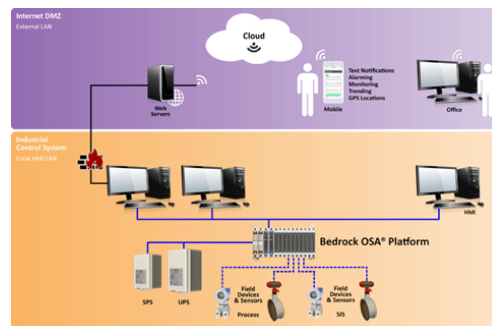 Internet DMZ
External LAN
Cloud
Web
Servers
Text Notifications
Alarming
Monitoring
Trending
GPS Locations
Mobile
Office
Industrial
Control System
Local HMI LAN
HMI
Bedrock OSA® Platform
SPS
UPS
Field
Devices
& Sensors
Process
Field
Devices
& Sensors
SIS